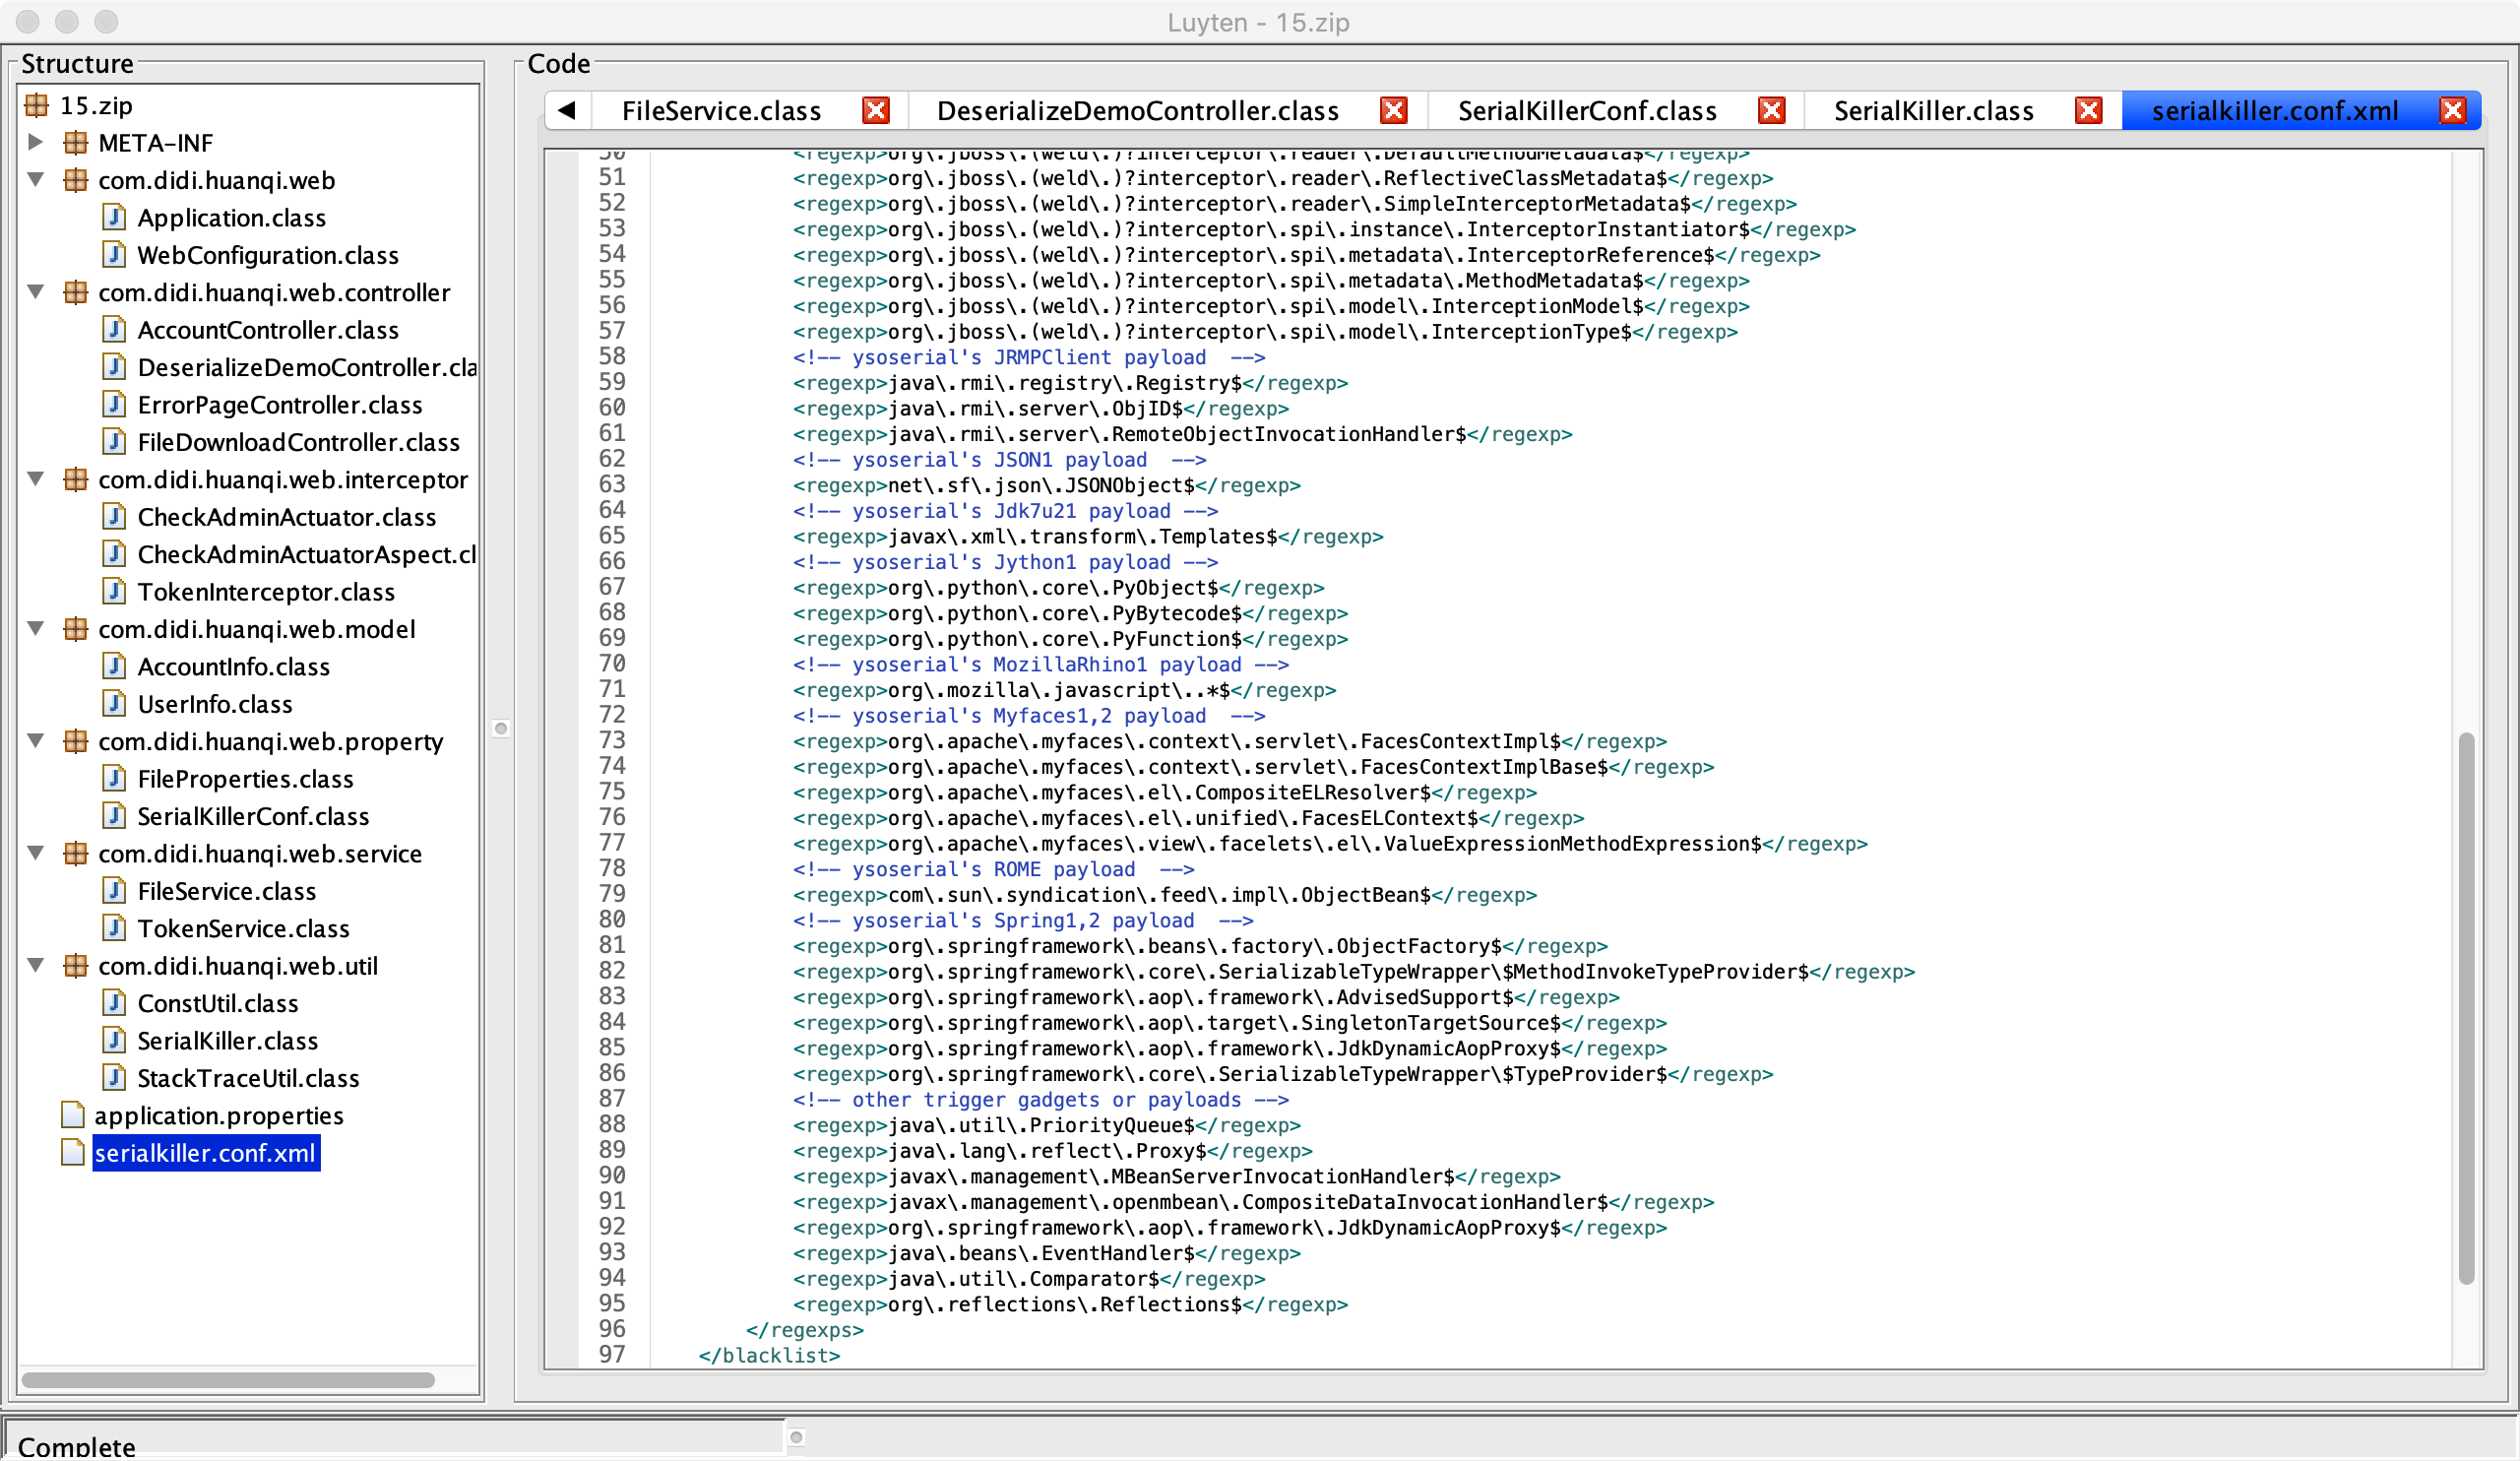 Luyten - 15.zip
Structure
15.zip
META-INF
com.didi.huanqi.web
Application.class
WebConfiguration.class
com.didi.huanqi.web.controller
AccountController.class
DeserializeDemoController.cla
ErrorPageController.class
FileDownloadController.class
com.didi.huanqi.web.interceptor
CheckAdminActuator.class
CheckAdminActuatorAspect.cl
TokenInterceptor.class
com.didi.huanqi.web.model
AccountInfo.class
UserInfo.class
com.didi.huanqi.web.property
FileProperties.class
SerialKillerConf.class
com.didi.huanqi.web.service
FileService.class
TokenService.class
com.didi.huanqi.web.util
ConstUtil.class
SerialKiller.class
StackTraceUtil.class
application.properties
serialkiller.conf.xml
Code
FileService.class DeserializeDemoController.class SerialKillerConf.class SerialKiller.class serialkiller.conf.xml
50 <regexp>org\.jboss\.(weld\.)?interceptor\.reader\.DefaultMethodMetadata$</regexp>
51 <regexp>org\.jboss\.(weld\.)?interceptor\.reader\.ReflectiveClassMetadata$</regexp>
52 <regexp>org\.jboss\.(weld\.)?interceptor\.reader\.SimpleInterceptorMetadata$</regexp>
53 <regexp>org\.jboss\.(weld\.)?interceptor\.spi\.instance\.InterceptorInstantiator$</regexp>
54 <regexp>org\.jboss\.(weld\.)?interceptor\.spi\.metadata\.InterceptorReference$</regexp>
55 <regexp>org\.jboss\.(weld\.)?interceptor\.spi\.metadata\.MethodMetadata$</regexp>
56 <regexp>org\.jboss\.(weld\.)?interceptor\.spi\.model\.InterceptionModel$</regexp>
57 <regexp>org\.jboss\.(weld\.)?interceptor\.spi\.model\.InterceptionType$</regexp>
58 <!-- ysoserial's JRMPClient payload  -->
59 <regexp>java\.rmi\.registry\.Registry$</regexp>
60 <regexp>java\.rmi\.server\.ObjID$</regexp>
61 <regexp>java\.rmi\.server\.RemoteObjectInvocationHandler$</regexp>
62 <!-- ysoserial's JSON1 payload  -->
63 <regexp>net\.sf\.json\.JSONObject$</regexp>
64 <!-- ysoserial's Jdk7u21 payload -->
65 <regexp>javax\.xml\.transform\.Templates$</regexp>
66 <!-- ysoserial's Jython1 payload -->
67 <regexp>org\.python\.core\.PyObject$</regexp>
68 <regexp>org\.python\.core\.PyBytecode$</regexp>
69 <regexp>org\.python\.core\.PyFunction$</regexp>
70 <!-- ysoserial's MozillaRhino1 payload -->
71 <regexp>org\.mozilla\.javascript\..*$</regexp>
72 <!-- ysoserial's Myfaces1,2 payload  -->
73 <regexp>org\.apache\.myfaces\.context\.servlet\.FacesContextImpl$</regexp>
74 <regexp>org\.apache\.myfaces\.context\.servlet\.FacesContextImplBase$</regexp>
75 <regexp>org\.apache\.myfaces\.el\.CompositeELResolver$</regexp>
76 <regexp>org\.apache\.myfaces\.el\.unified\.FacesELContext$</regexp>
77 <regexp>org\.apache\.myfaces\.view\.facelets\.el\.ValueExpressionMethodExpression$</regexp>
78 <!-- ysoserial's ROME payload  -->
79 <regexp>com\.sun\.syndication\.feed\.impl\.ObjectBean$</regexp>
80 <!-- ysoserial's Spring1,2 payload  -->
81 <regexp>org\.springframework\.beans\.factory\.ObjectFactory$</regexp>
82 <regexp>org\.springframework\.core\.SerializableTypeWrapper\$MethodInvokeTypeProvider$</regexp>
83 <regexp>org\.springframework\.aop\.framework\.AdvisedSupport$</regexp>
84 <regexp>org\.springframework\.aop\.target\.SingletonTargetSource$</regexp>
85 <regexp>org\.springframework\.aop\.framework\.JdkDynamicAopProxy$</regexp>
86 <regexp>org\.springframework\.core\.SerializableTypeWrapper\$TypeProvider$</regexp>
87 <!-- other trigger gadgets or payloads -->
88 <regexp>java\.util\.PriorityQueue$</regexp>
89 <regexp>java\.lang\.reflect\.Proxy$</regexp>
90 <regexp>javax\.management\.MBeanServerInvocationHandler$</regexp>
91 <regexp>javax\.management\.openmbean\.CompositeDataInvocationHandler$</regexp>
92 <regexp>org\.springframework\.aop\.framework\.JdkDynamicAopProxy$</regexp>
93 <regexp>java\.beans\.EventHandler$</regexp>
94 <regexp>java\.util\.Comparator$</regexp>
95 <regexp>org\.reflections\.Reflections$</regexp>
96 </regexps>
97 </blacklist>
Complete